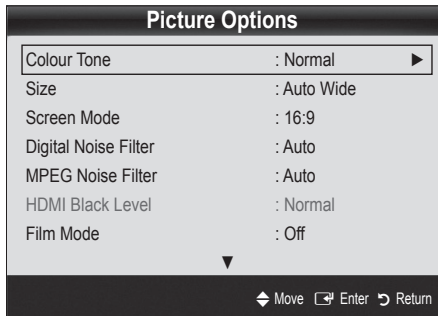 Picture Options
Colour Tone : Normal ▶
Size : Auto Wide
Screen Mode : 16:9
Digital Noise Filter : Auto
MPEG Noise Filter : Auto
HDMI Black Level : Normal
Film Mode : Off
▼
Move Enter Return